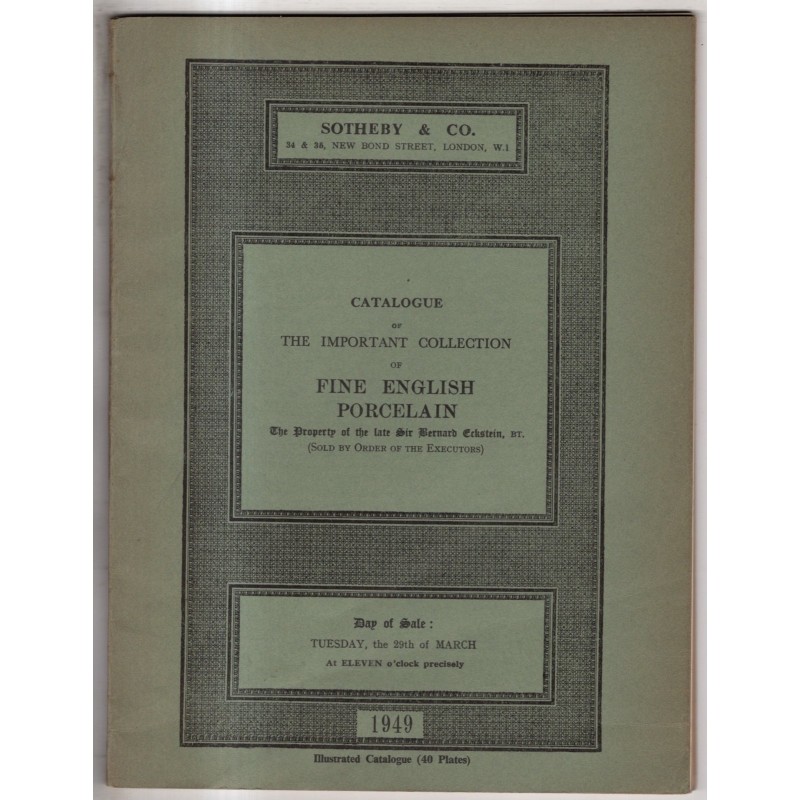 SOTHEBY & CO.
34 & 35, NEW BOND STREET, LONDON, W.1
CATALOGUE
OF
THE IMPORTANT COLLECTION
OF
FINE ENGLISH
PORCELAIN
The Property of the late Sir Bernard Eckstein, BT.
(SOLD BY ORDER OF THE EXECUTORS)
Day of Sale :
TUESDAY, the 29th of MARCH
At ELEVEN o'clock precisely
1949
Illustrated Catalogue (40 Plates)